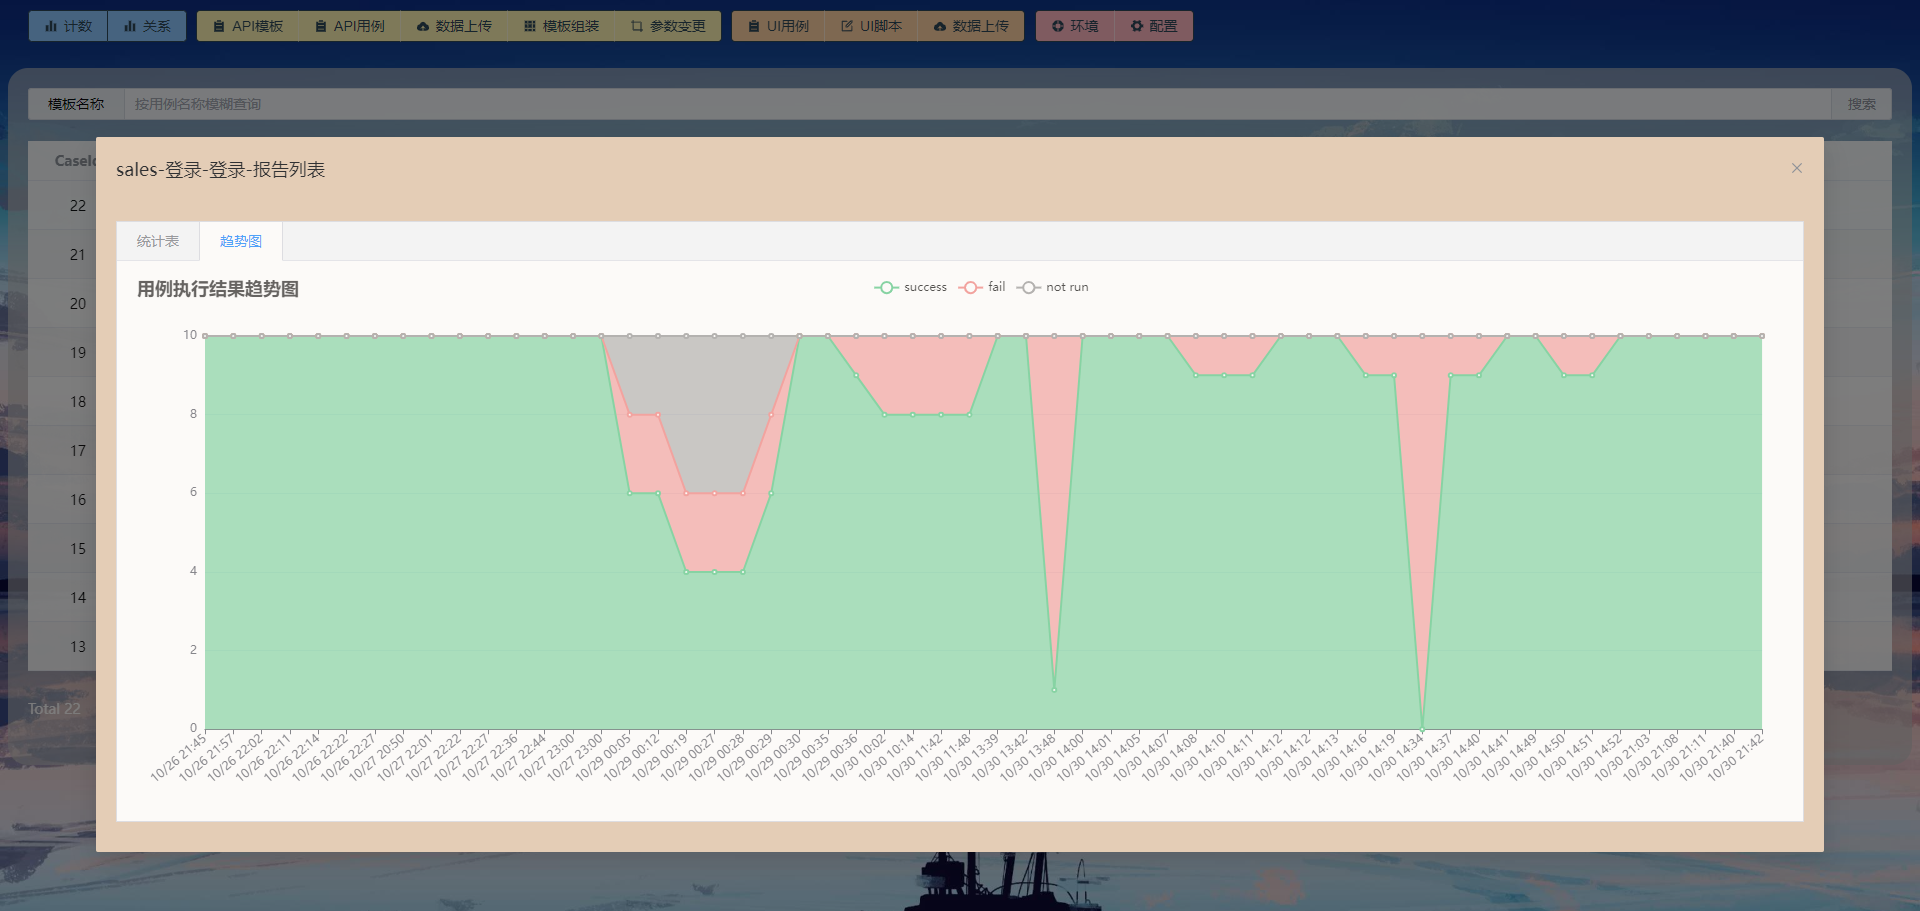 计数 关系 API模板 API用例 数据上传 模板组装 参数变更 UI用例 UI脚本 数据上传 环境 配置
模板名称 按用例名称模糊查询 搜索
sales-登录-登录-报告列表
统计表 趋势图
用例执行结果趋势图
success fail not run
22
21
20
19
18
17
16
15
14
13
Total 22
10
8
6
4
2
0
10/26 21:45 10/26 21:57 10/26 22:02 10/26 22:11 10/26 22:14 10/26 22:22 10/26 22:27 10/27 20:50 10/27 22:01 10/27 22:22 10/27 22:27 10/27 22:36 10/27 22:44 10/27 23:00 10/27 23:00 10/29 00:05 10/29 00:12 10/29 00:19 10/29 00:27 10/29 00:28 10/29 00:29 10/29 00:30 10/29 00:35 10/29 00:36 10/30 10:02 10/30 10:14 10/30 11:42 10/30 11:48 10/30 13:39 10/30 13:42 10/30 13:48 10/30 14:00 10/30 14:01 10/30 14:05 10/30 14:07 10/30 14:08 10/30 14:10 10/30 14:11 10/30 14:12 10/30 14:12 10/30 14:13 10/30 14:16 10/30 14:19 10/30 14:34 10/30 14:37 10/30 14:40 10/30 14:41 10/30 14:49 10/30 14:50 10/30 14:51 10/30 14:52 10/30 21:03 10/30 21:08 10/30 21:11 10/30 21:40 10/30 21:42